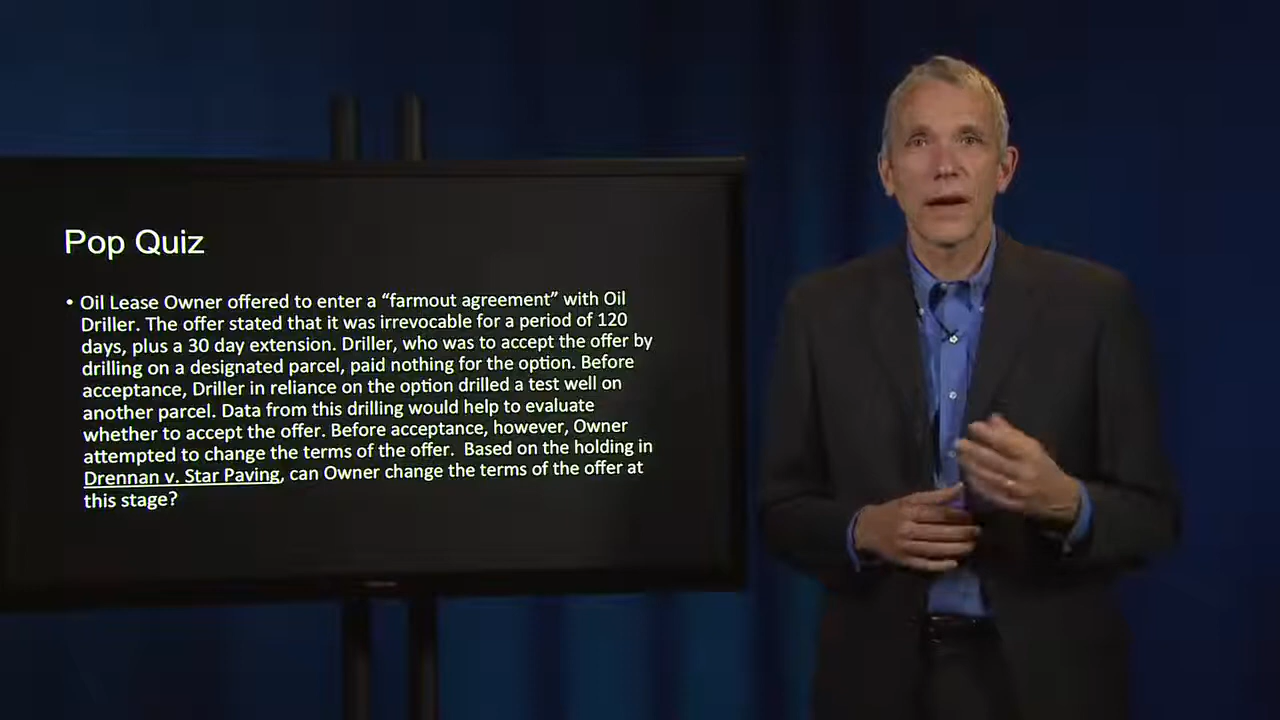 Pop Quiz
• Oil Lease Owner offered to enter a “farmout agreement” with Oil
Driller. The offer stated that it was irrevocable for a period of 120
days, plus a 30 day extension. Driller, who was to accept the offer by
drilling on a designated parcel, paid nothing for the option. Before
acceptance, Driller in reliance on the option drilled a test well on
another parcel. Data from this drilling would help to evaluate
whether to accept the offer. Before acceptance, however, Owner
attempted to change the terms of the offer.  Based on the holding in
Drennan v. Star Paving, can Owner change the terms of the offer at
this stage?